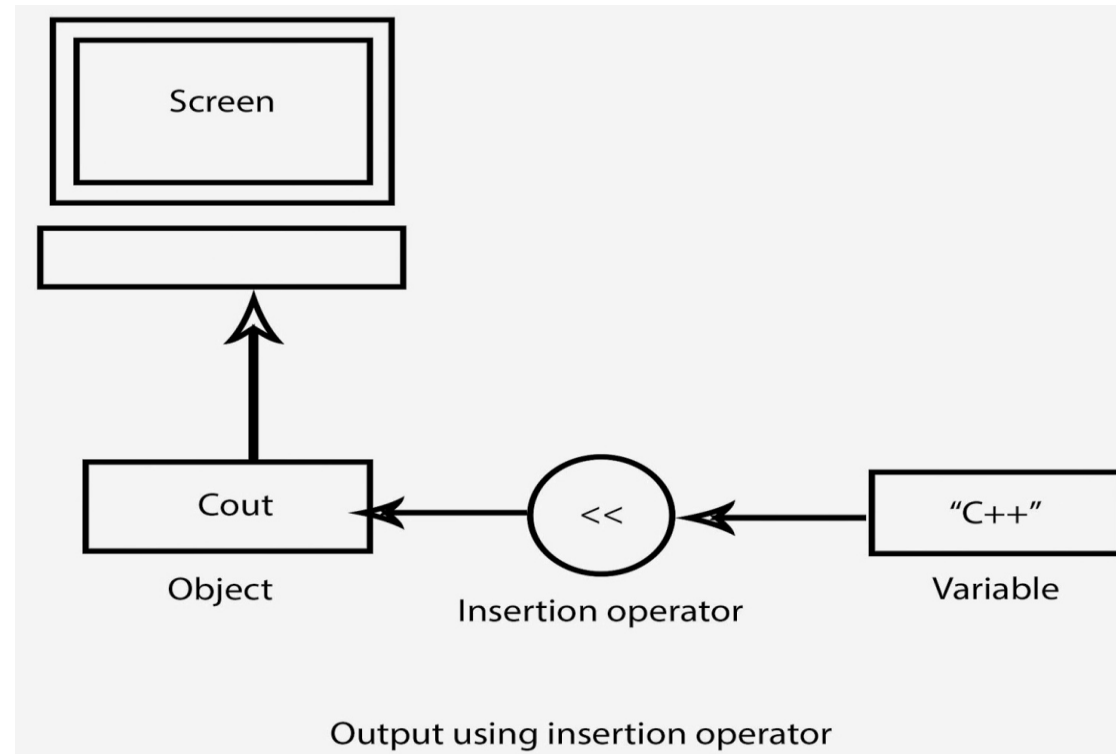 Screen
Cout
<<
“C++”
Object
Insertion operator
Variable
Output using insertion operator